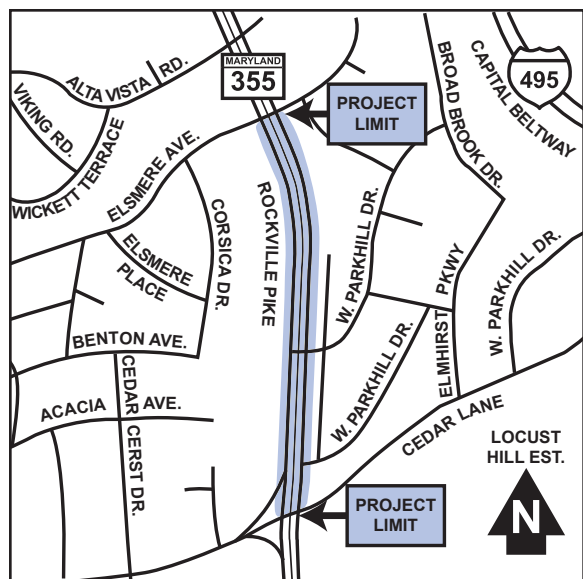 ALTA VISTA RD.
MARYLAND
355
PROJECT
LIMIT
BROAD BROOK DR.
CAPITAL BELTWAY
495
VIKING RD.
WICKETT TERRACE
ELSMERE AVE.
CORSICA DR.
ROCKVILLE PIKE
ELSMERE
PLACE
W. PARKHILL DR.
PKWY
ELMHIRST
W. PARKHILL DR.
BENTON AVE.
CEDAR
CERST DR.
ACACIA AVE.
W. PARKHILL DR.
CEDAR LANE
LOCUST
HILL EST.
N
PROJECT
LIMIT